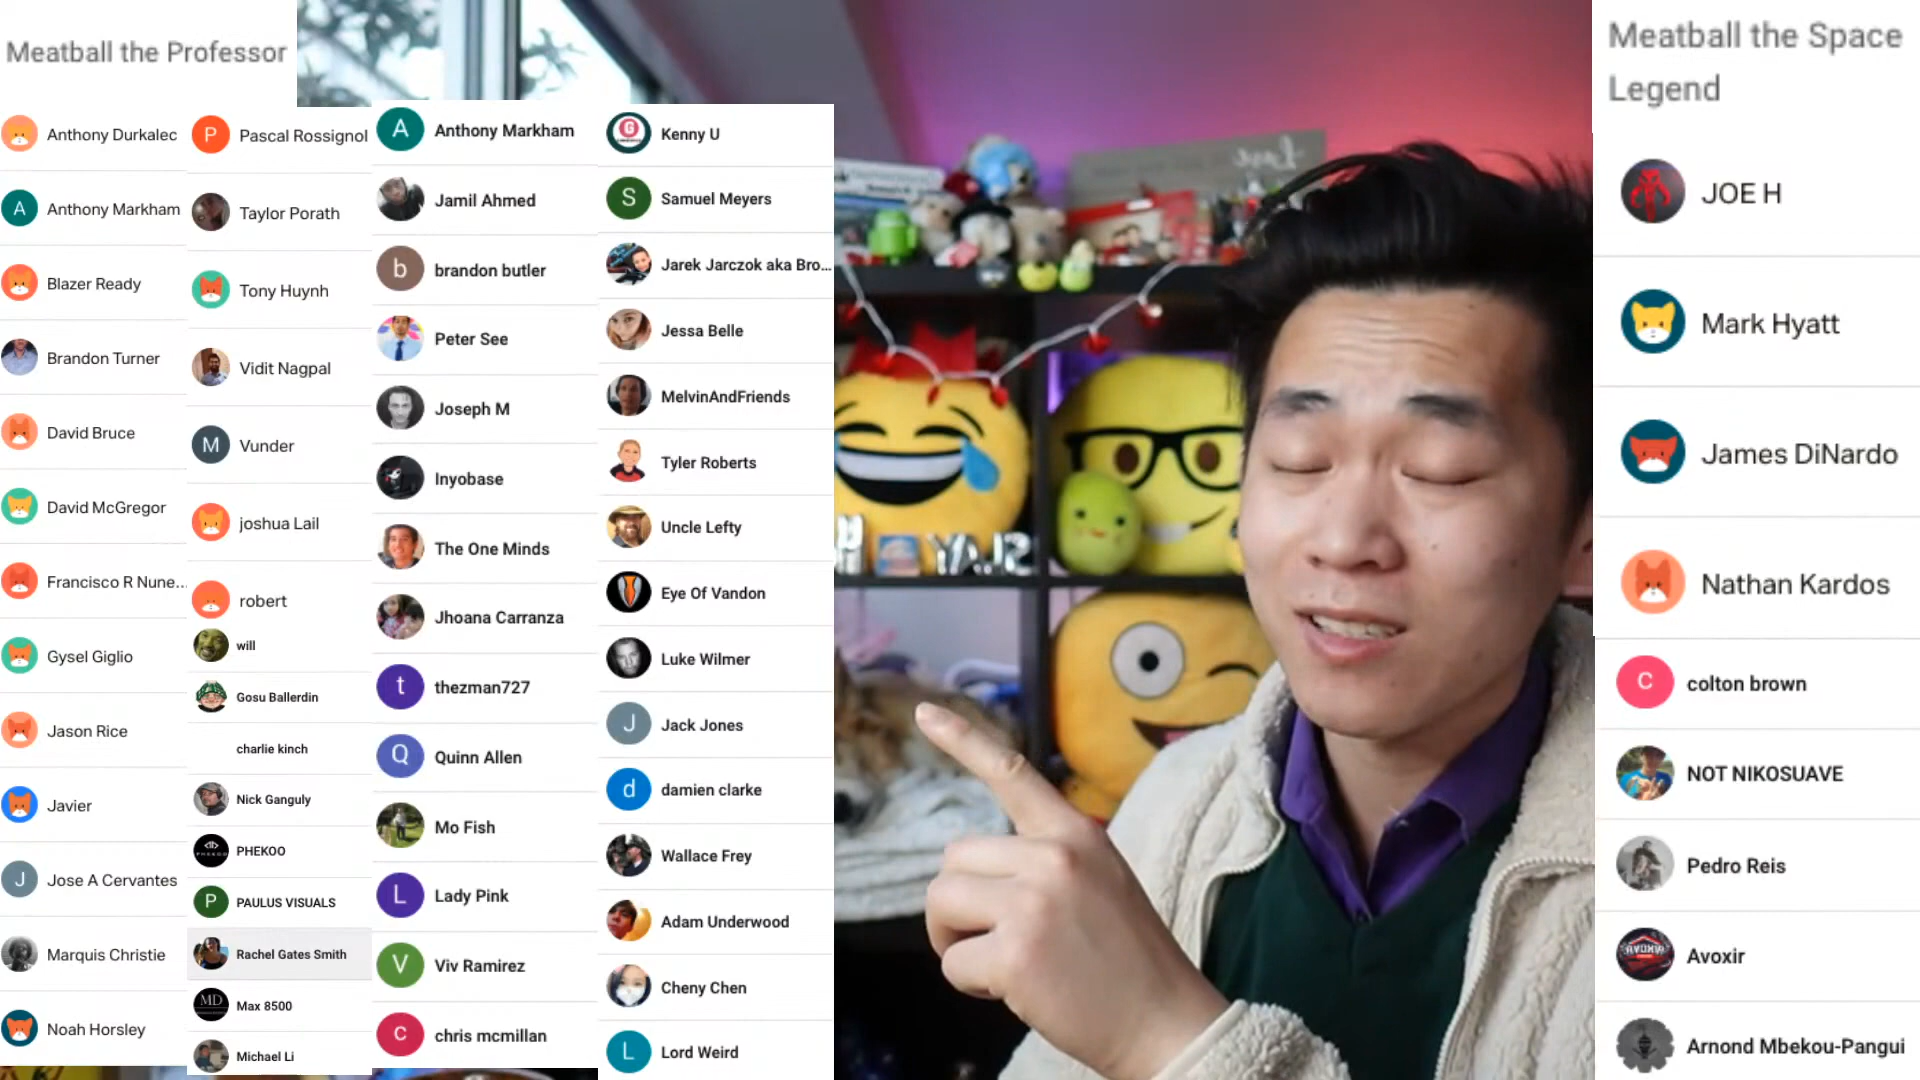 Meatball the Professor
Anthony Durkalec
A
Anthony Markham
Blazer Ready
Brandon Turner
David Bruce
David McGregor
Francisco R Nune...
Gysel Giglio
Jason Rice
Javier
J
Jose A Cervantes
Marquis Christie
Noah Horsley
P
Pascal Rossignol
Taylor Porath
Tony Huynh
Vidit Nagpal
M
Vunder
joshua Lail
robert
will
Gosu Ballerdin
charlie kinch
Nick Ganguly
PHEKOO
P
PAULUS VISUALS
Rachel Gates Smith
MD
Max 8500
Michael Li
A
Anthony Markham
Jamil Ahmed
b
brandon butler
Peter See
Joseph M
Inyobase
The One Minds
Jhoana Carranza
t
thezman727
Q
Quinn Allen
Mo Fish
L
Lady Pink
V
Viv Ramirez
c
chris mcmillan
G
Kenny U
S
Samuel Meyers
Jarek Jarczok aka Bro...
Jessa Belle
MelvinAndFriends
Tyler Roberts
Uncle Lefty
Eye Of Vandon
Luke Wilmer
J
Jack Jones
d
damien clarke
Wallace Frey
Adam Underwood
Cheny Chen
L
Lord Weird
Love
Meatball the Space
Legend
JOE H
Mark Hyatt
James DiNardo
Nathan Kardos
c
colton brown
NOT NIKOSUAVE
Pedro Reis
AVOXIR
Avoxir
Arnond Mbekou-Pangui